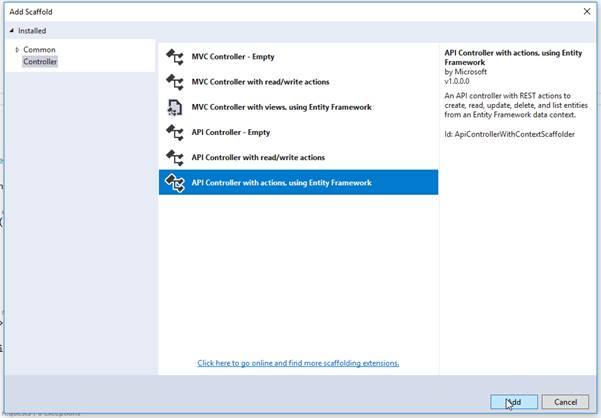 Add Scaffold
Installed
Common
Controller
MVC Controller - Empty
MVC Controller with read/write actions
MVC Controller with views, using Entity Framework
API Controller - Empty
API Controller with read/write actions
API Controller with actions, using Entity Framework
API Controller with actions, using Entity
Framework
by Microsoft
v1.0.0.0
An API controller with REST actions to
create, read, update, delete, and list entities
from an Entity Framework data context.
Id: ApiControllerWithContextScaffolder
Click here to go online and find more scaffolding extensions.
Add
Cancel
requests | 0 exceptions